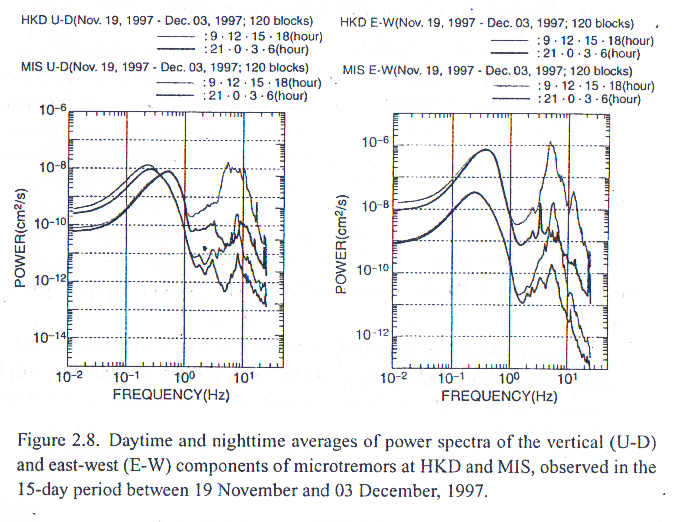 HKD U-D(Nov. 19, 1997 - Dec. 03, 1997; 120 blocks)
: 9 · 12 · 15 · 18(hour)
: 21 · 0 · 3 · 6(hour)
MIS U-D(Nov. 19, 1997 - Dec. 03, 1997; 120 blocks)
: 9 · 12 · 15 · 18(hour)
: 21 · 0 · 3 · 6(hour)
10-6
10-8
10-10
10-12
10-14
POWER(cm2/s)
10-2 10-1 100 101
FREQUENCY(Hz)
HKD E-W(Nov. 19, 1997 - Dec. 03, 1997; 120 blocks)
: 9 · 12 · 15 · 18(hour)
: 21 · 0 · 3 · 6(hour)
MIS E-W(Nov. 19, 1997 - Dec. 03, 1997; 120 blocks)
: 9 · 12 · 15 · 18(hour)
: 21 · 0 · 3 · 6(hour)
10-6
10-8
10-10
10-12
POWER(cm2/s)
10-2 10-1 100 101
FREQUENCY(Hz)
Figure 2.8. Daytime and nighttime averages of power spectra of the vertical (U-D)
and east-west (E-W) components of microtremors at HKD and MIS, observed in the
15-day period between 19 November and 03 December, 1997.